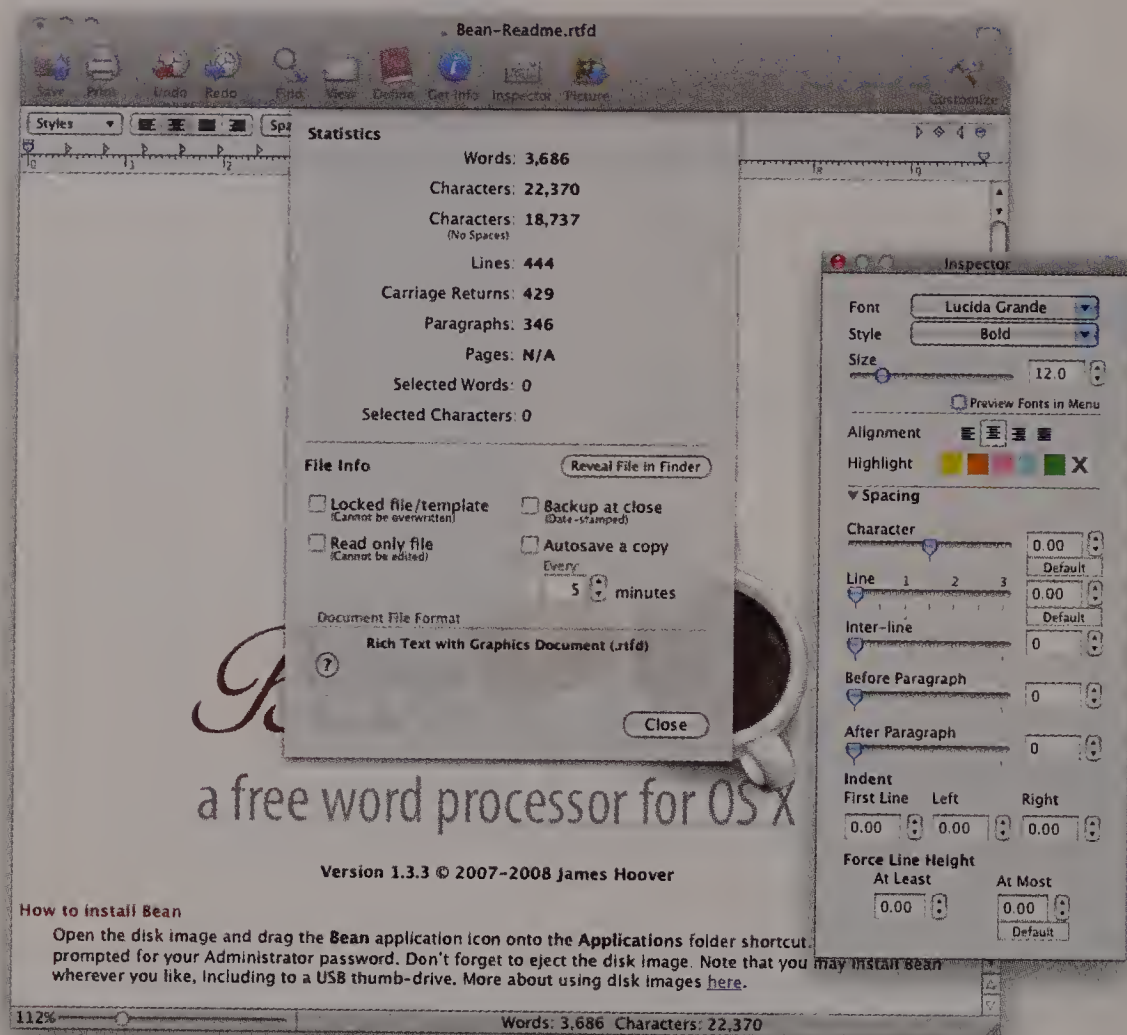 Bean-Readme.rtfd
Save Print Undo Redo Find View Define Get Info Inspector Picture Customize
Styles Spa
0 1 2 8 9
Statistics
Words: 3,686
Characters: 22,370
Characters: 18,737
(No Spaces)
Lines: 444
Carriage Returns: 429
Paragraphs: 346
Pages: N/A
Selected Words: 0
Selected Characters: 0
File Info Reveal File in Finder
Locked file/template
(Cannot be overwritten)
Backup at close
(Date-stamped)
Read only file
(Cannot be edited)
Autosave a copy
Every
5 minutes
Document File Format
Rich Text with Graphics Document (.rtfd)
?
Close
a free word processor for OS X
Version 1.3.3 © 2007-2008 James Hoover
How to install Bean
Open the disk image and drag the Bean application icon onto the Applications folder shortcut.
prompted for your Administrator password. Don't forget to eject the disk image. Note that you may install Bean
wherever you like, including to a USB thumb-drive. More about using disk images here.
112%
Words: 3,686 Characters: 22,370
Inspector
Font Lucida Grande
Style Bold
Size 12.0
Preview Fonts in Menu
Alignment
Highlight X
Spacing
Character 0.00
Default
Line 1 2 3 0.00
Default
Inter-line 0
Before Paragraph 0
After Paragraph 0
Indent
First Line Left Right
0.00 0.00 0.00
Force Line Height
At Least At Most
0.00 0.00
Default